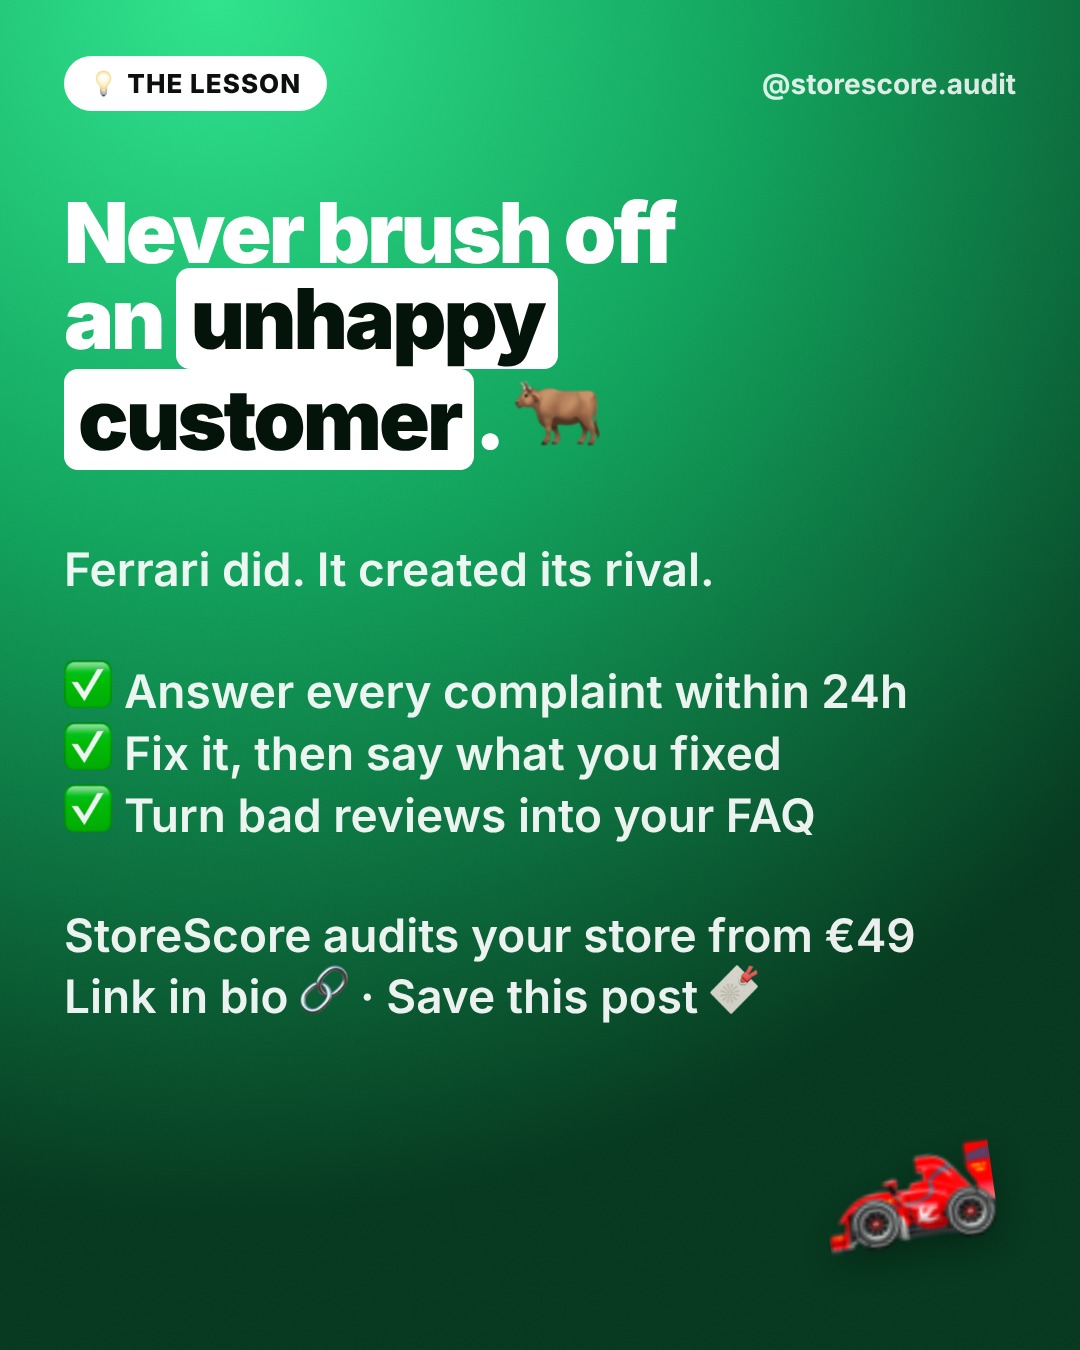 💡 THE LESSON
@storescore.audit
Never brush off
an unhappy
customer. 🐂
Ferrari did. It created its rival.
✅ Answer every complaint within 24h
✅ Fix it, then say what you fixed
✅ Turn bad reviews into your FAQ
StoreScore audits your store from €49
Link in bio 🔗 · Save this post 🔖